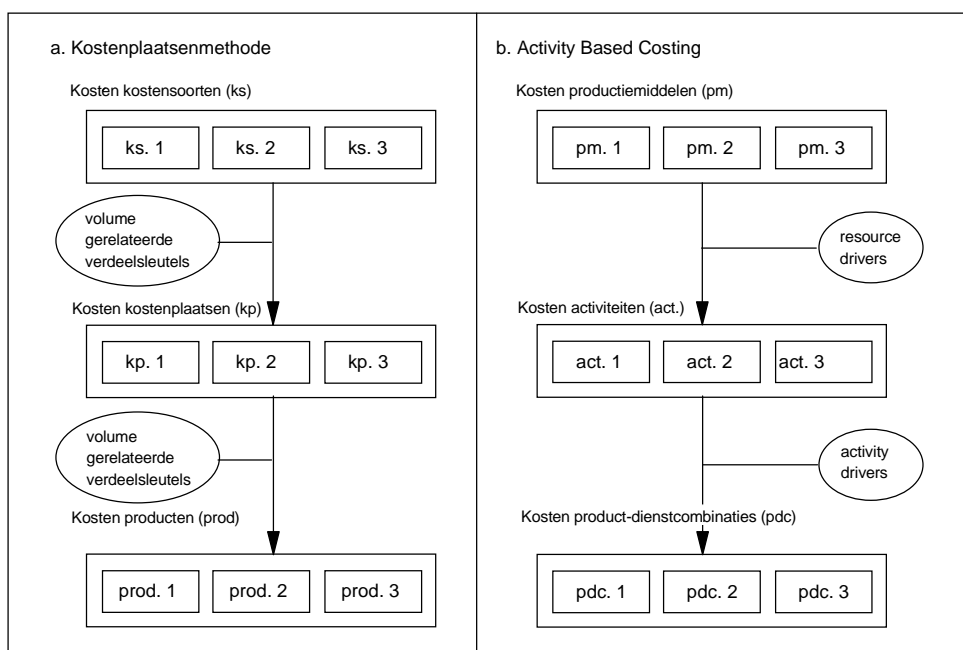 a. Kostenplaatsenmethode
Kosten kostensoorten (ks)
ks. 1 ks. 2 ks. 3
volume
gerelateerde
verdeelsleutels
Kosten kostenplaatsen (kp)
kp. 1 kp. 2 kp. 3
volume
gerelateerde
verdeelsleutels
Kosten producten (prod)
prod. 1 prod. 2 prod. 3
b. Activity Based Costing
Kosten productiemiddelen (pm)
pm. 1 pm. 2 pm. 3
resource
drivers
Kosten activiteiten (act.)
act. 1 act. 2 act. 3
activity
drivers
Kosten product-dienstcombinaties (pdc)
pdc. 1 pdc. 2 pdc. 3